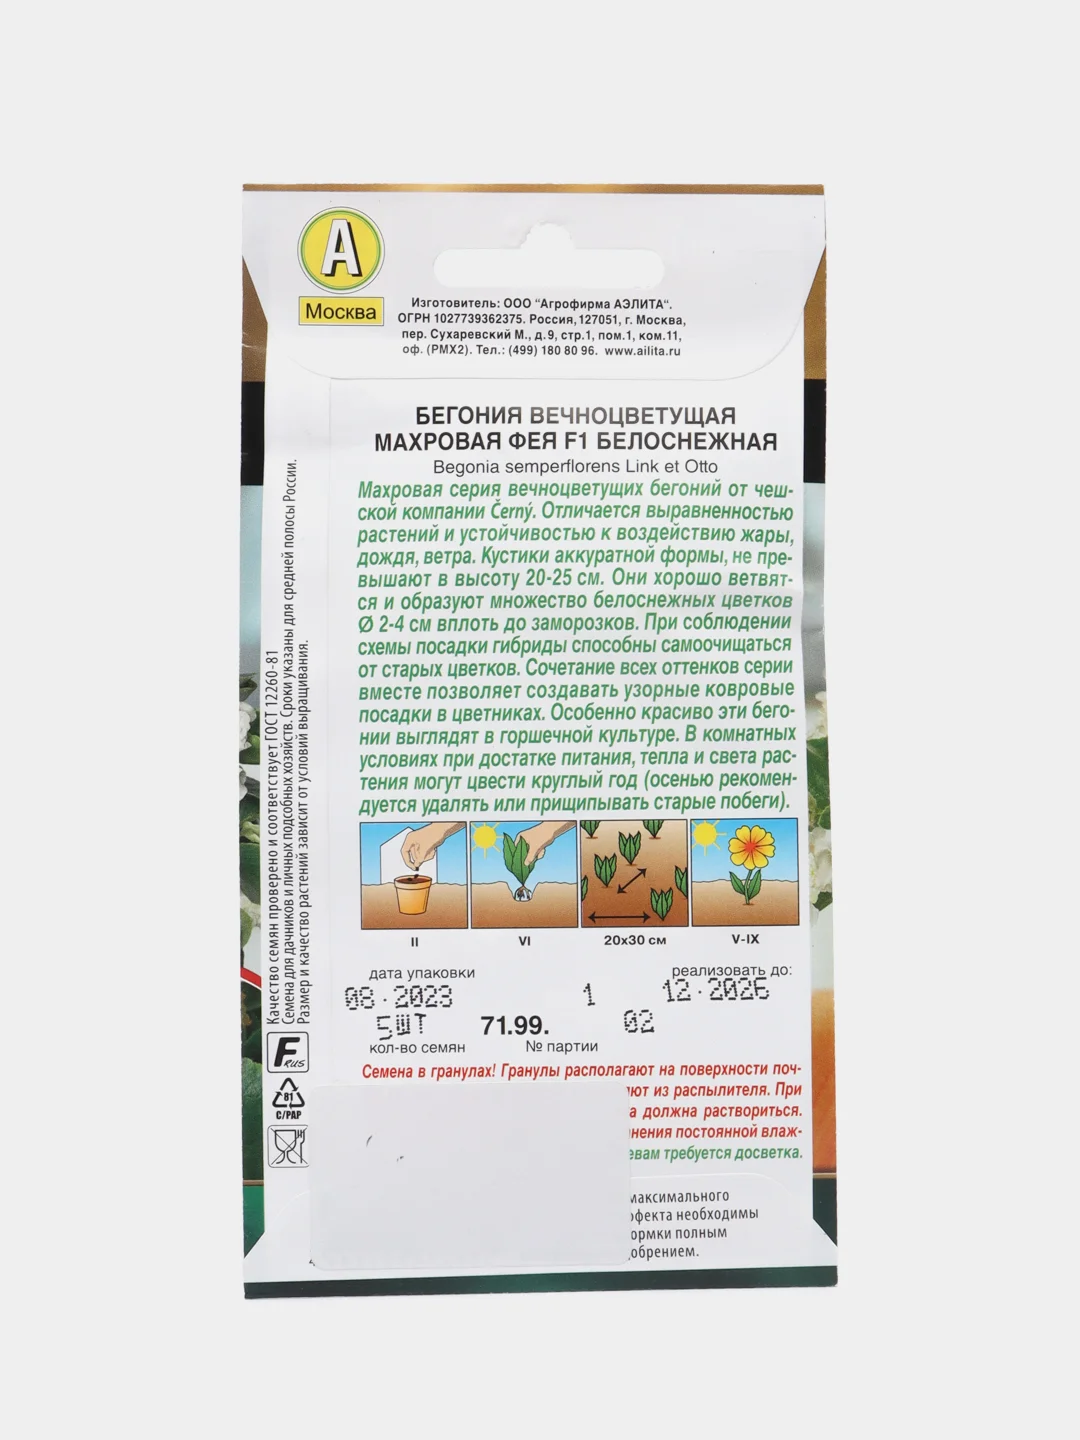 А
Москва
Изготовитель: ООО "Агрофирма АЭЛИТА".
ОГРН 1027739362375. Россия, 127051, г. Москва,
пер. Сухаревский М., д.9, стр.1, пом.1, ком.11,
оф. (РМХ2). Тел.: (499) 180 80 96. www.ailita.ru
БЕГОНИЯ ВЕЧНОЦВЕТУЩАЯ
МАХРОВАЯ ФЕЯ F1 БЕЛОСНЕЖНАЯ
Begonia semperflorens Link et Otto
Махровая серия вечноцветущих бегоний от чеш-
ской компании Černý. Отличается выравненностью
растений и устойчивостью к воздействию жары,
дождя, ветра. Кустики аккуратной формы, не пре-
вышают в высоту 20-25 см. Они хорошо ветвят-
ся и образуют множество белоснежных цветков
Ø 2-4 см вплоть до заморозков. При соблюдении
схемы посадки гибриды способны самоочищаться
от старых цветков. Сочетание всех оттенков серии
вместе позволяет создавать узорные ковровые
посадки в цветниках. Особенно красиво эти бего-
нии выглядят в горшечной культуре. В комнатных
условиях при достатке питания, тепла и света рас-
тения могут цвести круглый год (осенью рекомен-
дуется удалять или прищипывать старые побеги).
II
VI
20х30 см
V-IX
дата упаковки
реализовать до:
08.2023
1
12.2026
5ШТ
71.99.
02
кол-во семян
№ партии
Семена в гранулах! Гранулы располагают на поверхности поч-
ют из распылителя. При
а должна раствориться.
нения постоянной влаж-
евам требуется досветка.
максимального
фекта необходимы
ормки полным
обрением.
Качество семян проверено и соответствует ГОСТ 12260-81
Семена для дачников и личных подсобных хозяйств. Сроки указаны для средней полосы России.
Размер и качество растений зависит от условий выращивания.
F RUS
81
C/PAP